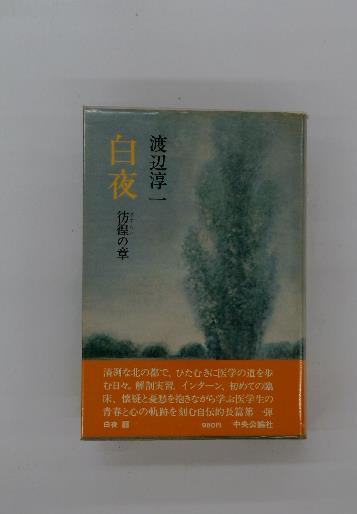 渡辺淳一
白夜
彷徨の章
清冽な北の都で、ひたむきに医学の道を歩
む日々。解剖実習、インターン、初めての臨
床、懐疑と憂愁を抱きながら学ぶ医学生の
青春と心の軌跡を刻む自伝的長篇第一弾
白夜
980円 中央公論社